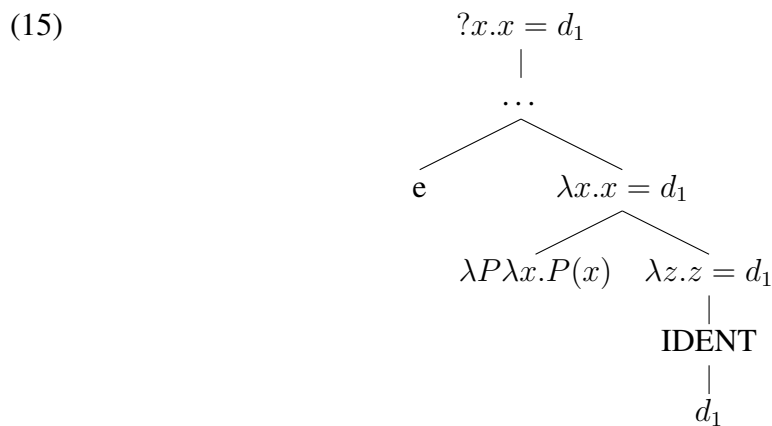 (15)
?x.x = d₁
...
e λx.x = d₁
λPλx.P(x) λz.z = d₁
IDENT
d₁